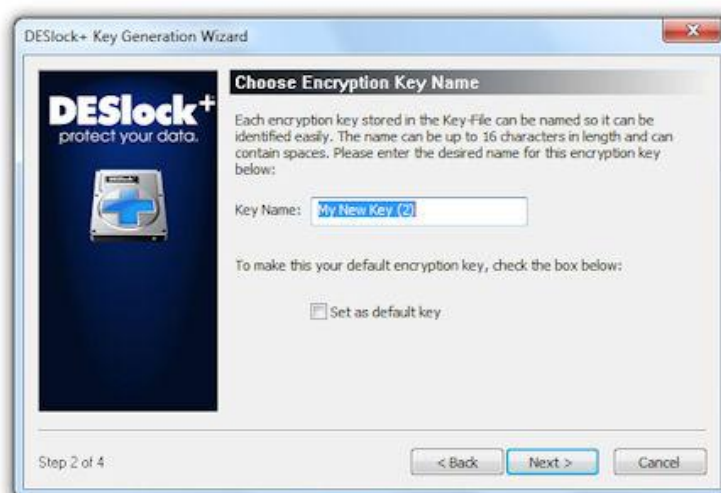 DESlock+ Key Generation Wizard
DESlock+
protect your data.
Choose Encryption Key Name
Each encryption key stored in the Key-File can be named so it can be
identified easily. The name can be up to 16 characters in length and can
contain spaces. Please enter the desired name for this encryption key
below:
Key Name: My New Key (2)
To make this your default encryption key, check the box below:
Set as default key
Step 2 of 4
< Back Next > Cancel